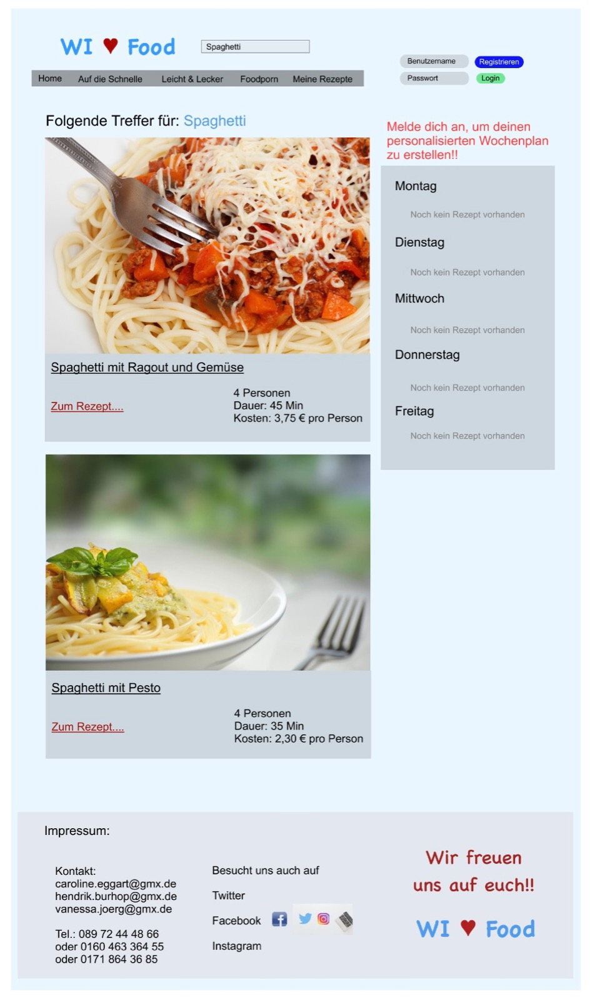 WI ♥ Food
Spaghetti
Benutzername
Registrieren
Passwort
Login
Home
Auf die Schnelle
Leicht & Lecker
Foodporn
Meine Rezepte
Folgende Treffer für: Spaghetti
Spaghetti mit Ragout und Gemüse
Zum Rezept....
4 Personen
Dauer: 45 Min
Kosten: 3,75 € pro Person
Spaghetti mit Pesto
Zum Rezept....
4 Personen
Dauer: 35 Min
Kosten: 2,30 € pro Person
Melde dich an, um deinen
personalisierten Wochenplan
zu erstellen!!
Montag
Noch kein Rezept vorhanden
Dienstag
Noch kein Rezept vorhanden
Mittwoch
Noch kein Rezept vorhanden
Donnerstag
Noch kein Rezept vorhanden
Freitag
Noch kein Rezept vorhanden
Impressum:
Kontakt:
caroline.eggart@gmx.de
hendrik.burhop@gmx.de
vanessa.joerg@gmx.de
Tel.: 089 72 44 48 66
oder 0160 463 364 55
oder 0171 864 36 85
Besucht uns auch auf
Twitter
Facebook
Instagram
Wir freuen
uns auf euch!!
WI ♥ Food